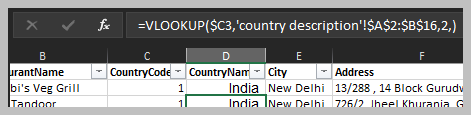 fx =VLOOKUP($C3,'country description'!$A$2:$B$16,2,)
B C D E F
urantName CountryCode CountryNam City Address
bi's Veg Grill 1 India New Delhi 13/288 , 14 Block Gurudw
Tandoor 1 India New Delhi 726/2 Jheel Khurania G